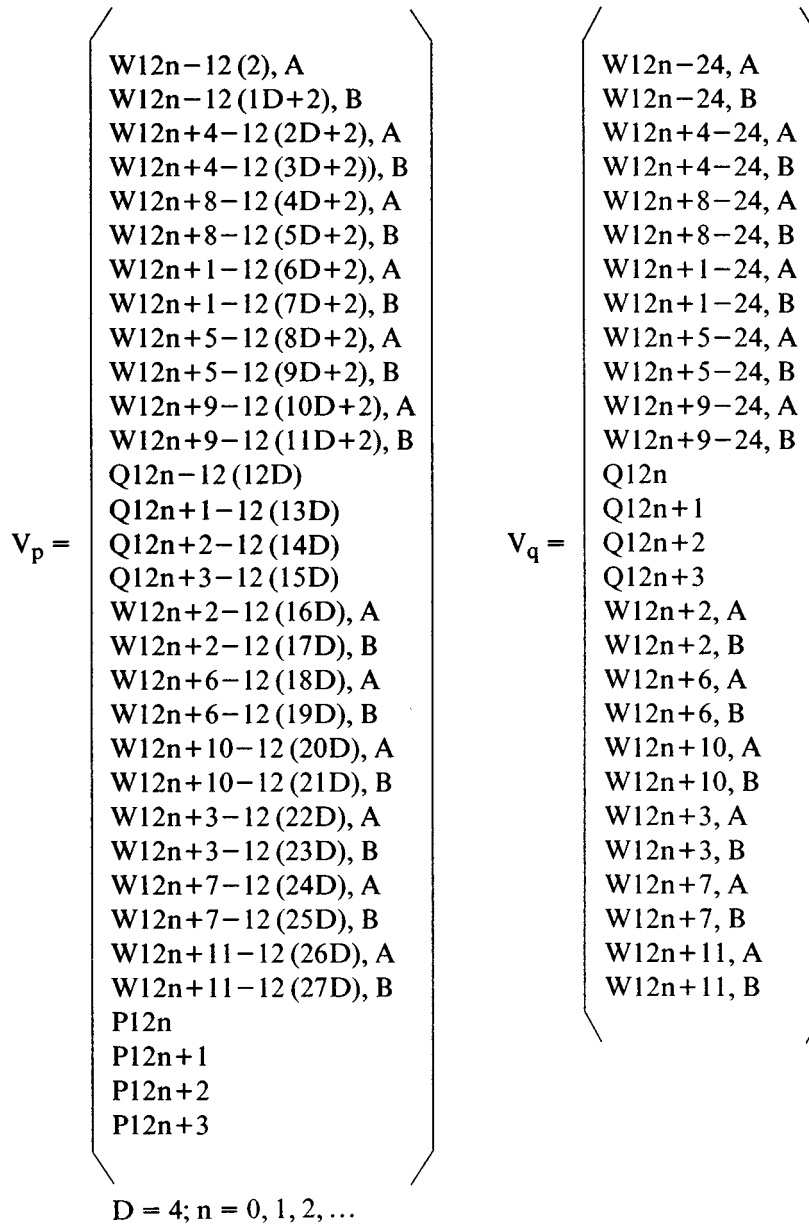 Vp =
W12n−12 (2), A
W12n−12 (1D+2), B
W12n+4−12 (2D+2), A
W12n+4−12 (3D+2)), B
W12n+8−12 (4D+2), A
W12n+8−12 (5D+2), B
W12n+1−12 (6D+2), A
W12n+1−12 (7D+2), B
W12n+5−12 (8D+2), A
W12n+5−12 (9D+2), B
W12n+9−12 (10D+2), A
W12n+9−12 (11D+2), B
Q12n−12 (12D)
Q12n+1−12 (13D)
Q12n+2−12 (14D)
Q12n+3−12 (15D)
W12n+2−12 (16D), A
W12n+2−12 (17D), B
W12n+6−12 (18D), A
W12n+6−12 (19D), B
W12n+10−12 (20D), A
W12n+10−12 (21D), B
W12n+3−12 (22D), A
W12n+3−12 (23D), B
W12n+7−12 (24D), A
W12n+7−12 (25D), B
W12n+11−12 (26D), A
W12n+11−12 (27D), B
P12n
P12n+1
P12n+2
P12n+3
Vq =
W12n−24, A
W12n−24, B
W12n+4−24, A
W12n+4−24, B
W12n+8−24, A
W12n+8−24, B
W12n+1−24, A
W12n+1−24, B
W12n+5−24, A
W12n+5−24, B
W12n+9−24, A
W12n+9−24, B
Q12n
Q12n+1
Q12n+2
Q12n+3
W12n+2, A
W12n+2, B
W12n+6, A
W12n+6, B
W12n+10, A
W12n+10, B
W12n+3, A
W12n+3, B
W12n+7, A
W12n+7, B
W12n+11, A
W12n+11, B
D = 4; n = 0, 1, 2, ...